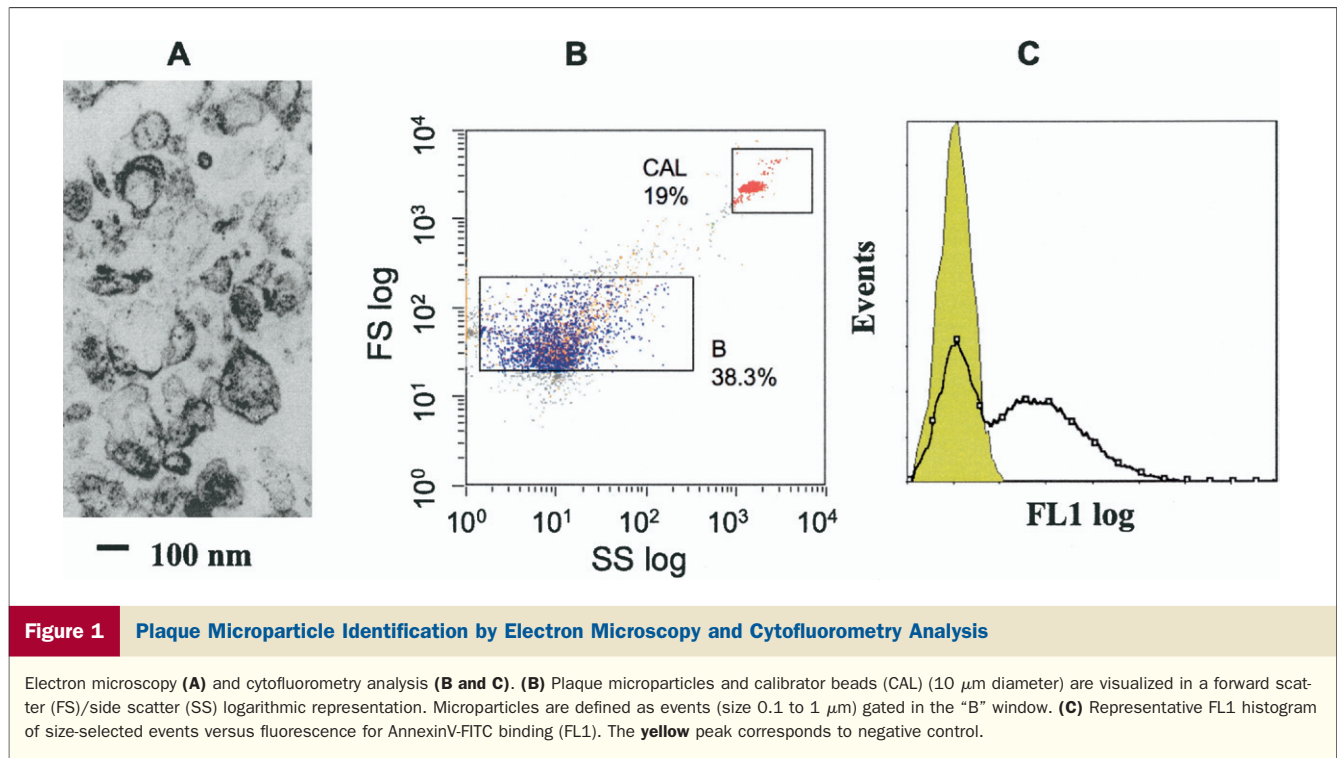 A
B
C
100 nm
10⁴
10³
10²
10¹
10⁰
FS log
CAL
19%
B
38.3%
10⁰
10¹
10²
10³
10⁴
SS log
Events
FL1 log
Figure 1
Plaque Microparticle Identification by Electron Microscopy and Cytofluorometry Analysis
Electron microscopy (A) and cytofluorometry analysis (B and C). (B) Plaque microparticles and calibrator beads (CAL) (10 μm diameter) are visualized in a forward scat-
ter (FS)/side scatter (SS) logarithmic representation. Microparticles are defined as events (size 0.1 to 1 μm) gated in the “B” window. (C) Representative FL1 histogram
of size-selected events versus fluorescence for AnnexinV-FITC binding (FL1). The yellow peak corresponds to negative control.